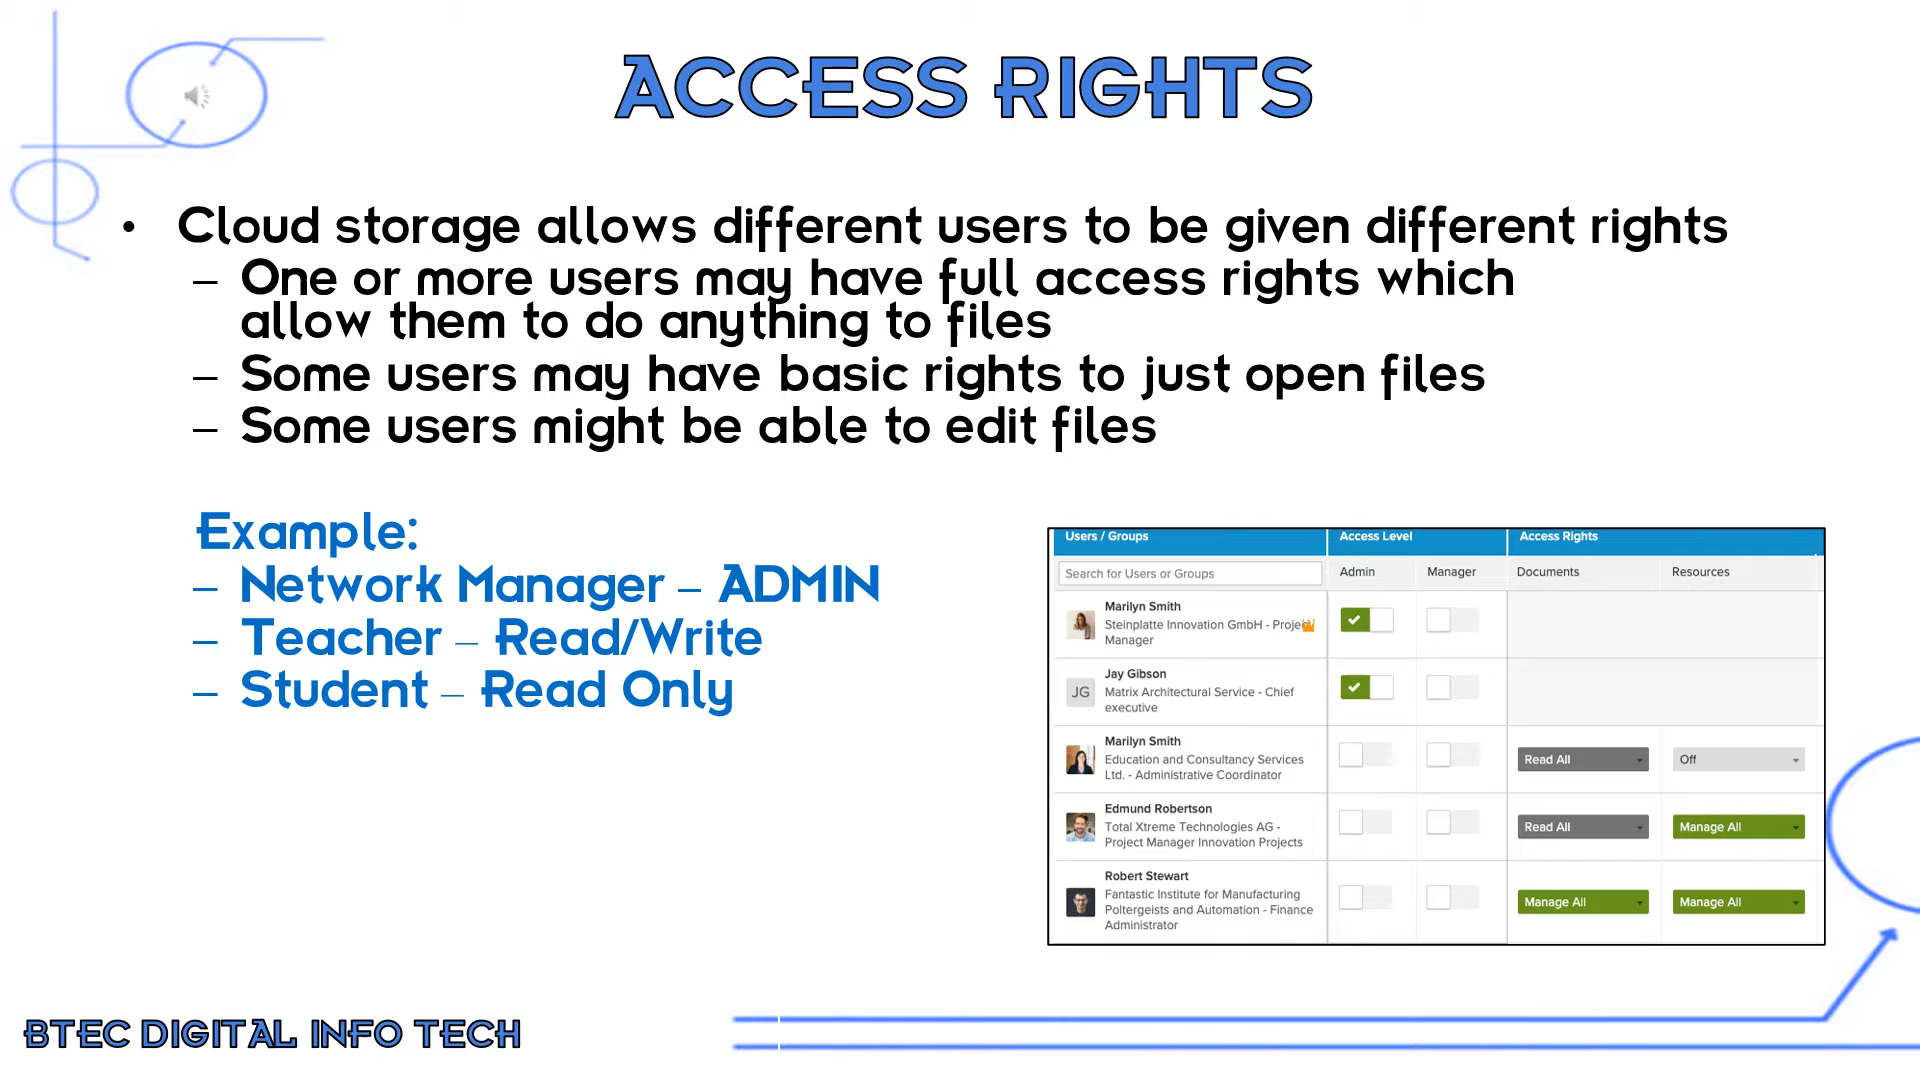 ACCESS RIGHTS
• Cloud storage allows different users to be given different rights
– One or more users may have full access rights which
allow them to do anything to files
– Some users may have basic rights to just open files
– Some users might be able to edit files
Example:
– Network Manager – ADMIN
– Teacher – Read/Write
– Student – Read Only
Users / Groups Access Level Access Rights
Search for Users or Groups Admin Manager Documents Resources
Marilyn Smith
Steinplatte Innovation GmbH - Project
Manager
Jay Gibson
JG Matrix Architectural Service - Chief
executive
Marilyn Smith
Education and Consultancy Services Read All Off
Ltd. - Administrative Coordinator
Edmund Robertson
Total Xtreme Technologies AG - Read All Manage All
Project Manager Innovation Projects
Robert Stewart
Fantastic Institute for Manufacturing Manage All Manage All
Poltergeists and Automation - Finance
Administrator
BTEC DIGITAL INFO TECH